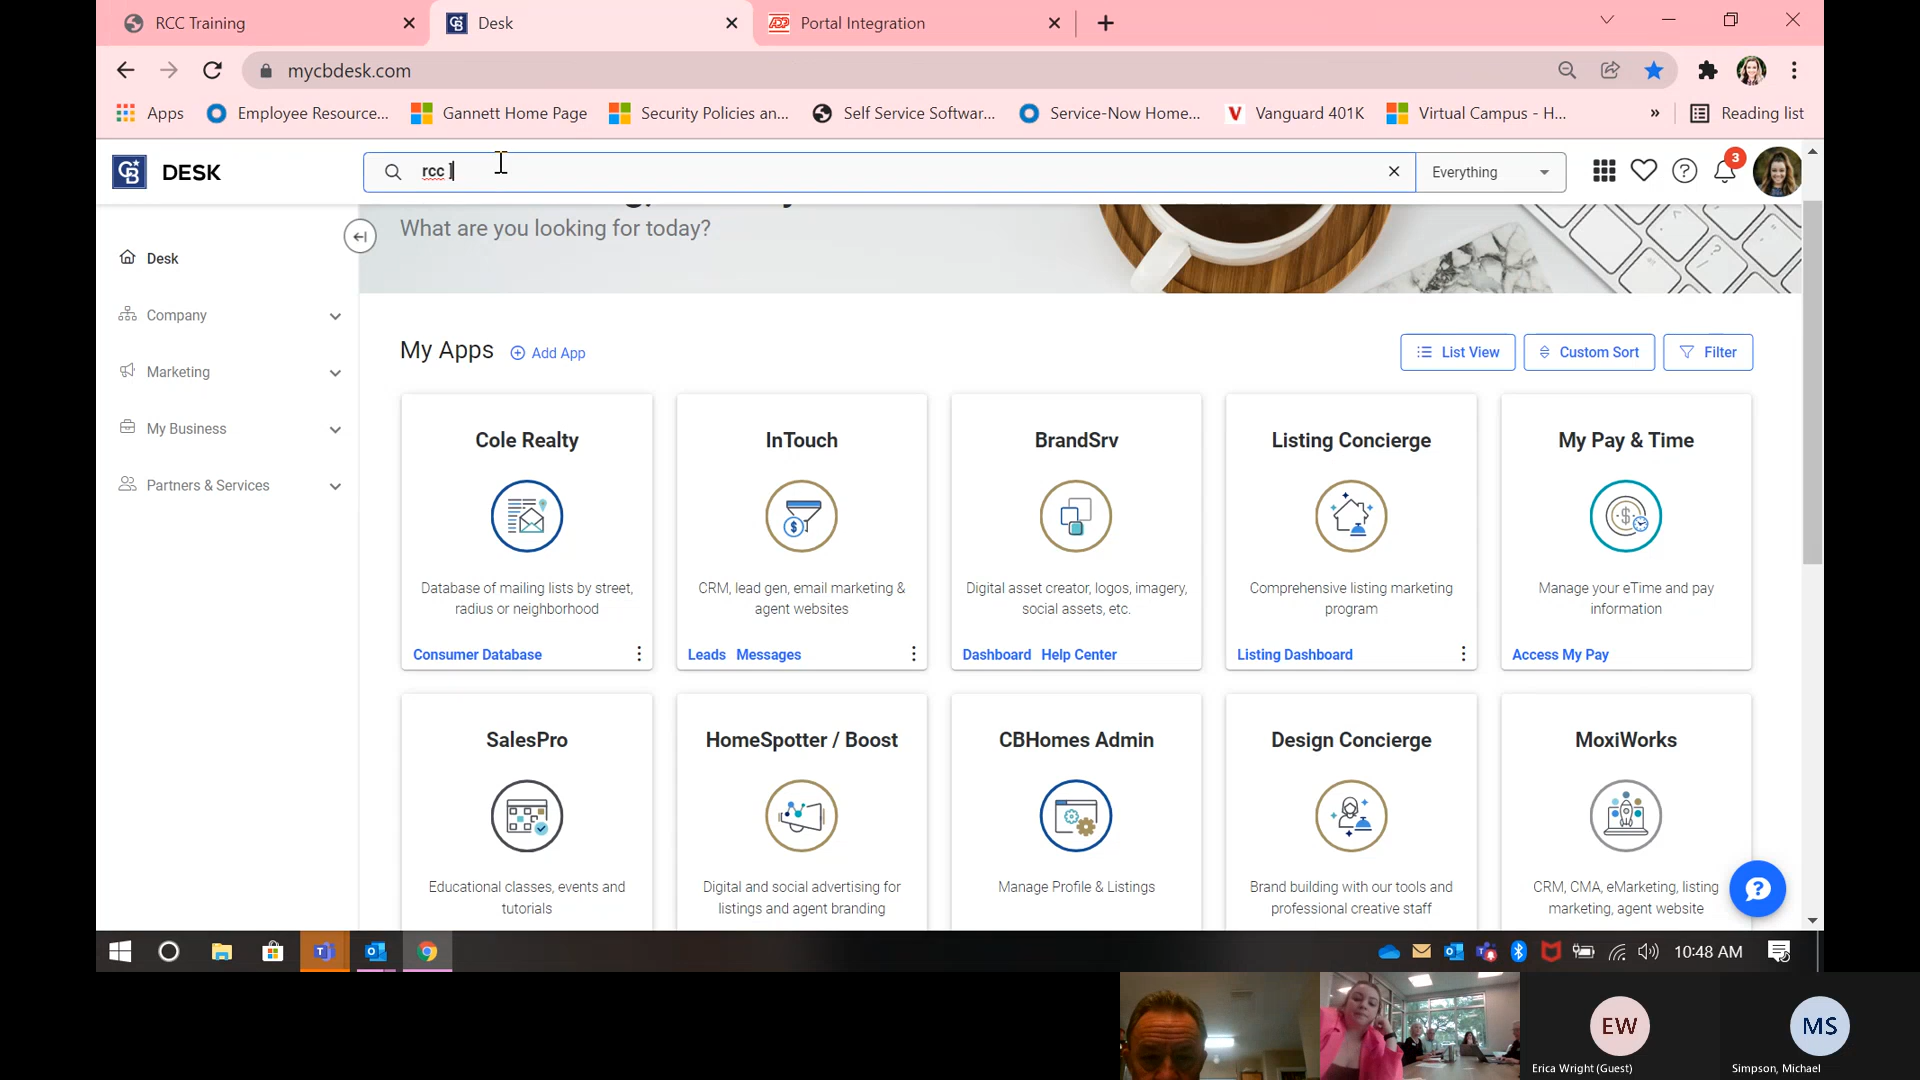 RCC Training
Desk
Portal Integration
mycbdesk.com
Apps
Employee Resource...
Gannett Home Page
Security Policies an...
Self Service Softwar...
Service-Now Home...
Vanguard 401K
Virtual Campus - H...
»
Reading list
DESK
rcc l
Everything
3
What are you looking for today?
Desk
Company
Marketing
My Business
Partners & Services
My Apps
Add App
List View
Custom Sort
Filter
Cole Realty
Database of mailing lists by street,
radius or neighborhood
Consumer Database
InTouch
CRM, lead gen, email marketing &
agent websites
Leads Messages
BrandSrv
Digital asset creator, logos, imagery,
social assets, etc.
Dashboard Help Center
Listing Concierge
Comprehensive listing marketing
program
Listing Dashboard
My Pay & Time
Manage your eTime and pay
information
Access My Pay
SalesPro
Educational classes, events and
tutorials
HomeSpotter / Boost
Digital and social advertising for
listings and agent branding
CBHomes Admin
Manage Profile & Listings
Design Concierge
Brand building with our tools and
professional creative staff
MoxiWorks
CRM, CMA, eMarketing, listing
marketing, agent website
10:48 AM
EW
Erica Wright (Guest)
MS
Simpson, Michael